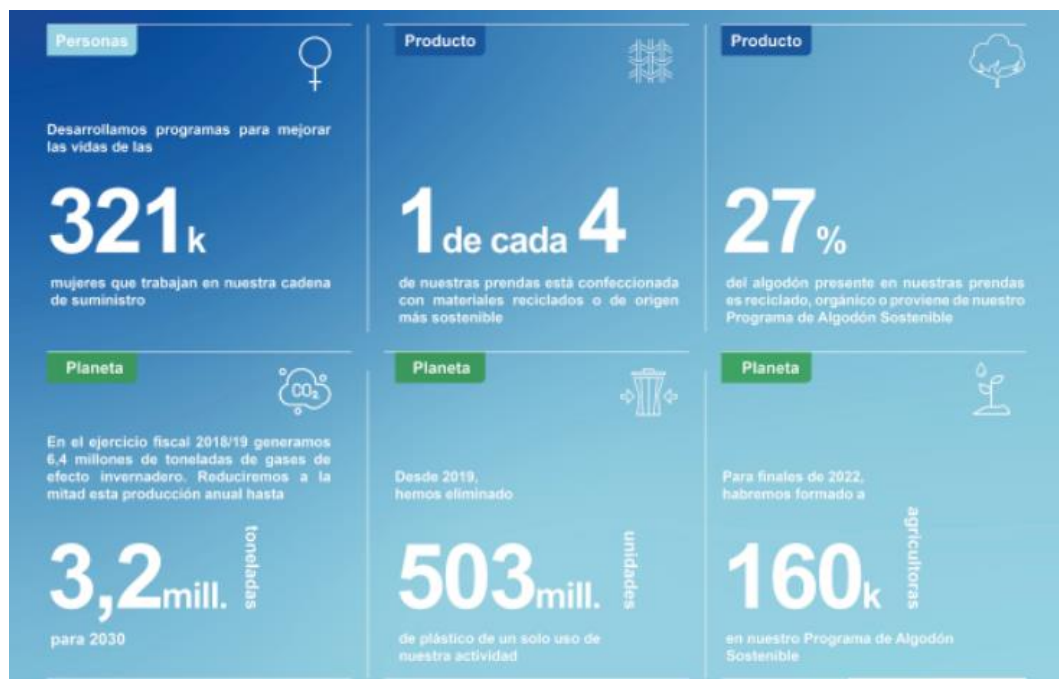 Personas
Desarrollamos programas para mejorar
las vidas de las
321k
mujeres que trabajan en nuestra cadena
de suministro
Producto
1 de cada 4
de nuestras prendas está confeccionada
con materiales reciclados o de origen
más sostenible
Producto
27%
del algodón presente en nuestras prendas
es reciclado, orgánico o proviene de nuestro
Programa de Algodón Sostenible
Planeta
CO₂
En el ejercicio fiscal 2018/19 generamos
6,4 millones de toneladas de gases de
efecto invernadero. Reduciremos a la
mitad esta producción anual hasta
3,2mill. toneladas
para 2030
Planeta
Desde 2019,
hemos eliminado
503mill. unidades
de plástico de un solo uso de
nuestra actividad
Planeta
Para finales de 2022,
habremos formado a
160k agricultoras
en nuestro Programa de Algodón
Sostenible